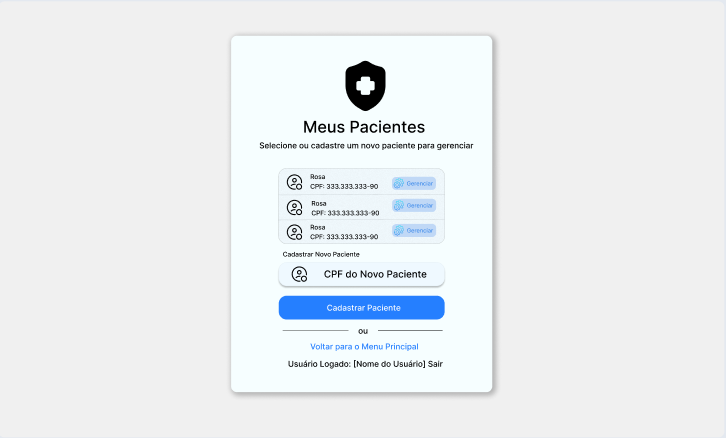 Meus Pacientes
Selecione ou cadastre um novo paciente para gerenciar
Rosa
CPF: 333.333.333-90
Gerenciar
Rosa
CPF: 333.333.333-90
Gerenciar
Rosa
CPF: 333.333.333-90
Gerenciar
Cadastrar Novo Paciente
CPF do Novo Paciente
Cadastrar Paciente
ou
Voltar para o Menu Principal
Usuário Logado: [Nome do Usuário] Sair